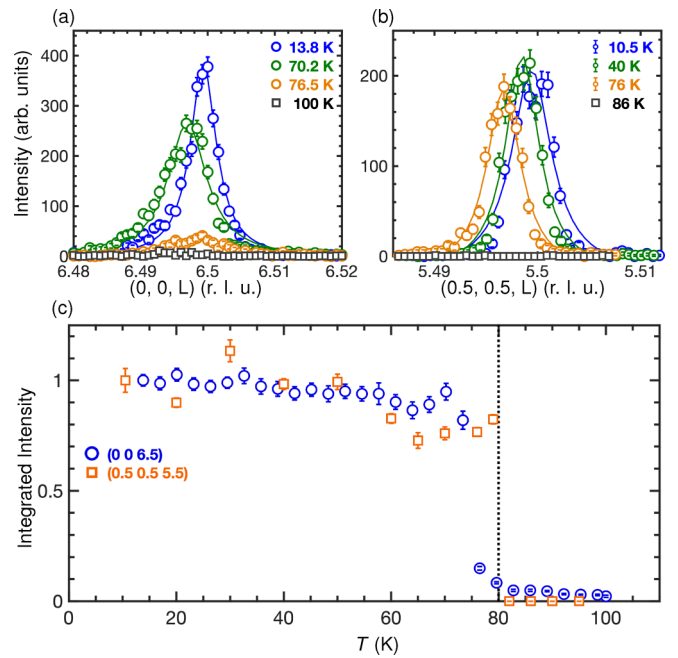 (a)
Intensity (arb. units)
400
300
200
100
0
13.8 K
70.2 K
76.5 K
100 K
6.48 6.49 6.5 6.51 6.52
(0, 0, L) (r. l. u.)
(b)
200
100
0
10.5 K
40 K
76 K
86 K
5.49 5.5 5.51
(0.5, 0.5, L) (r. l. u.)
(c)
Integrated Intensity
1
0.5
0
(0 0 6.5)
(0.5 0.5 5.5)
0 20 40 60 80 100
T (K)